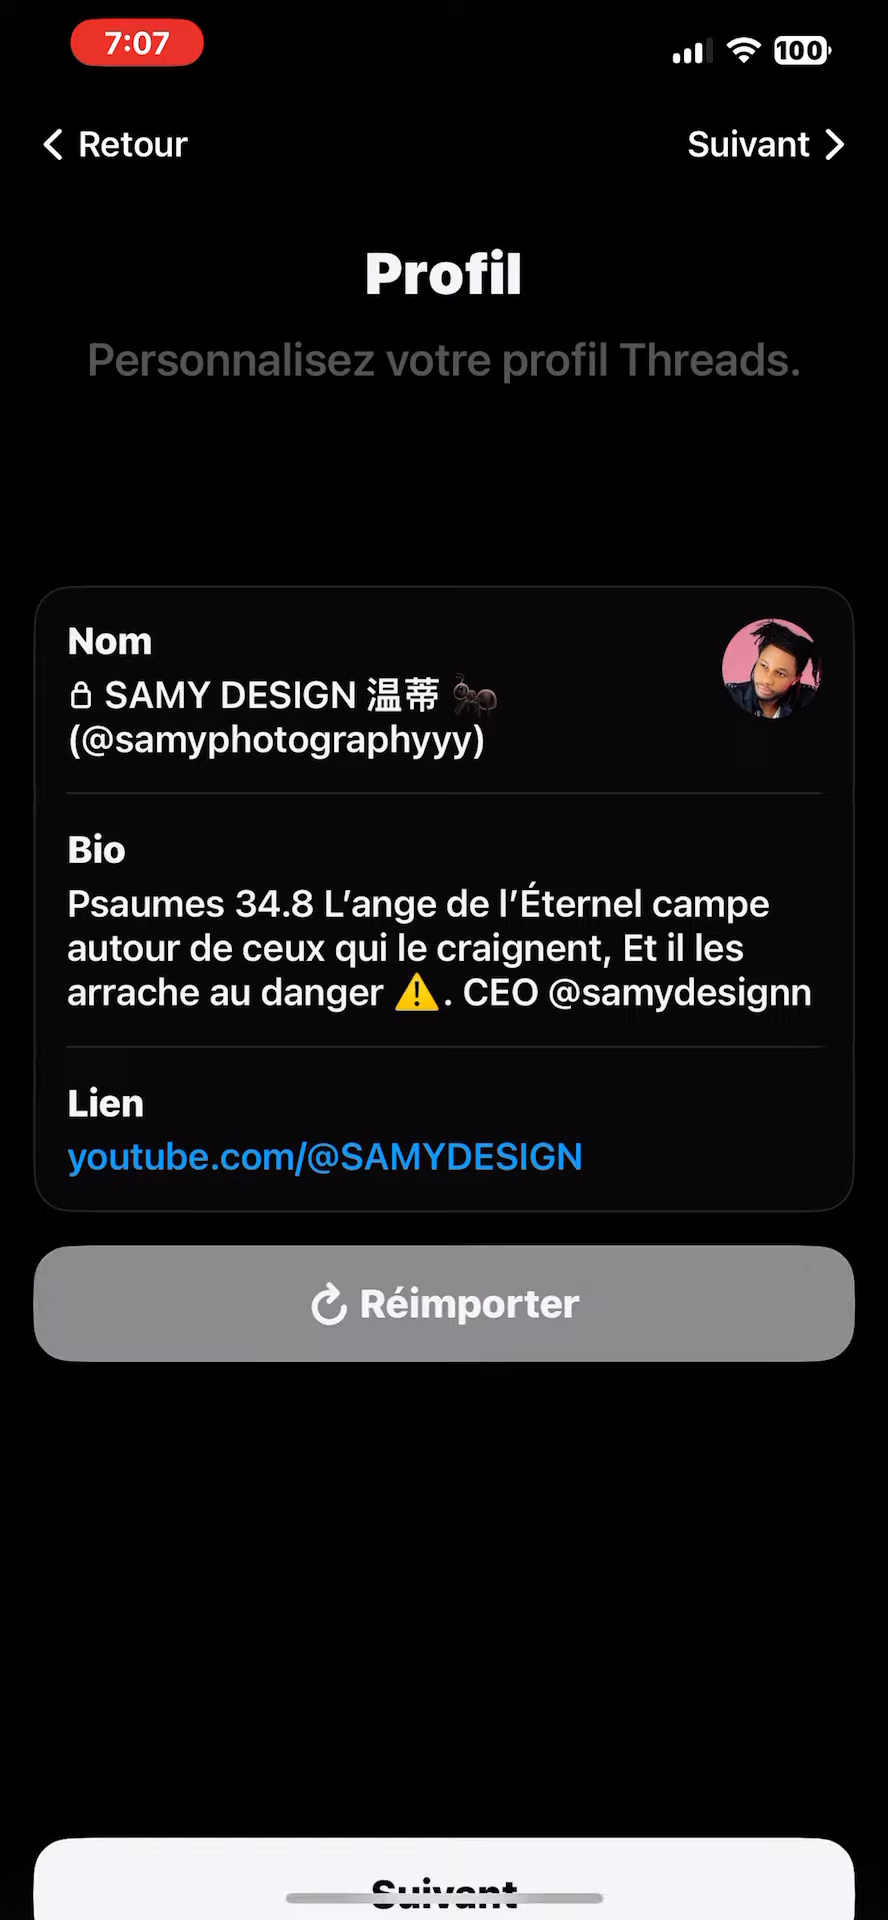 7:07
100
Retour
Suivant
Profil
Personnalisez votre profil Threads.
Nom
SAMY DESIGN 温蒂 🐜
(@samyphotographyyy)
Bio
Psaumes 34.8 L’ange de l’Éternel campe
autour de ceux qui le craignent, Et il les
arrache au danger ⚠️. CEO @samydesignn
Lien
youtube.com/@SAMYDESIGN
Réimporter
Suivant